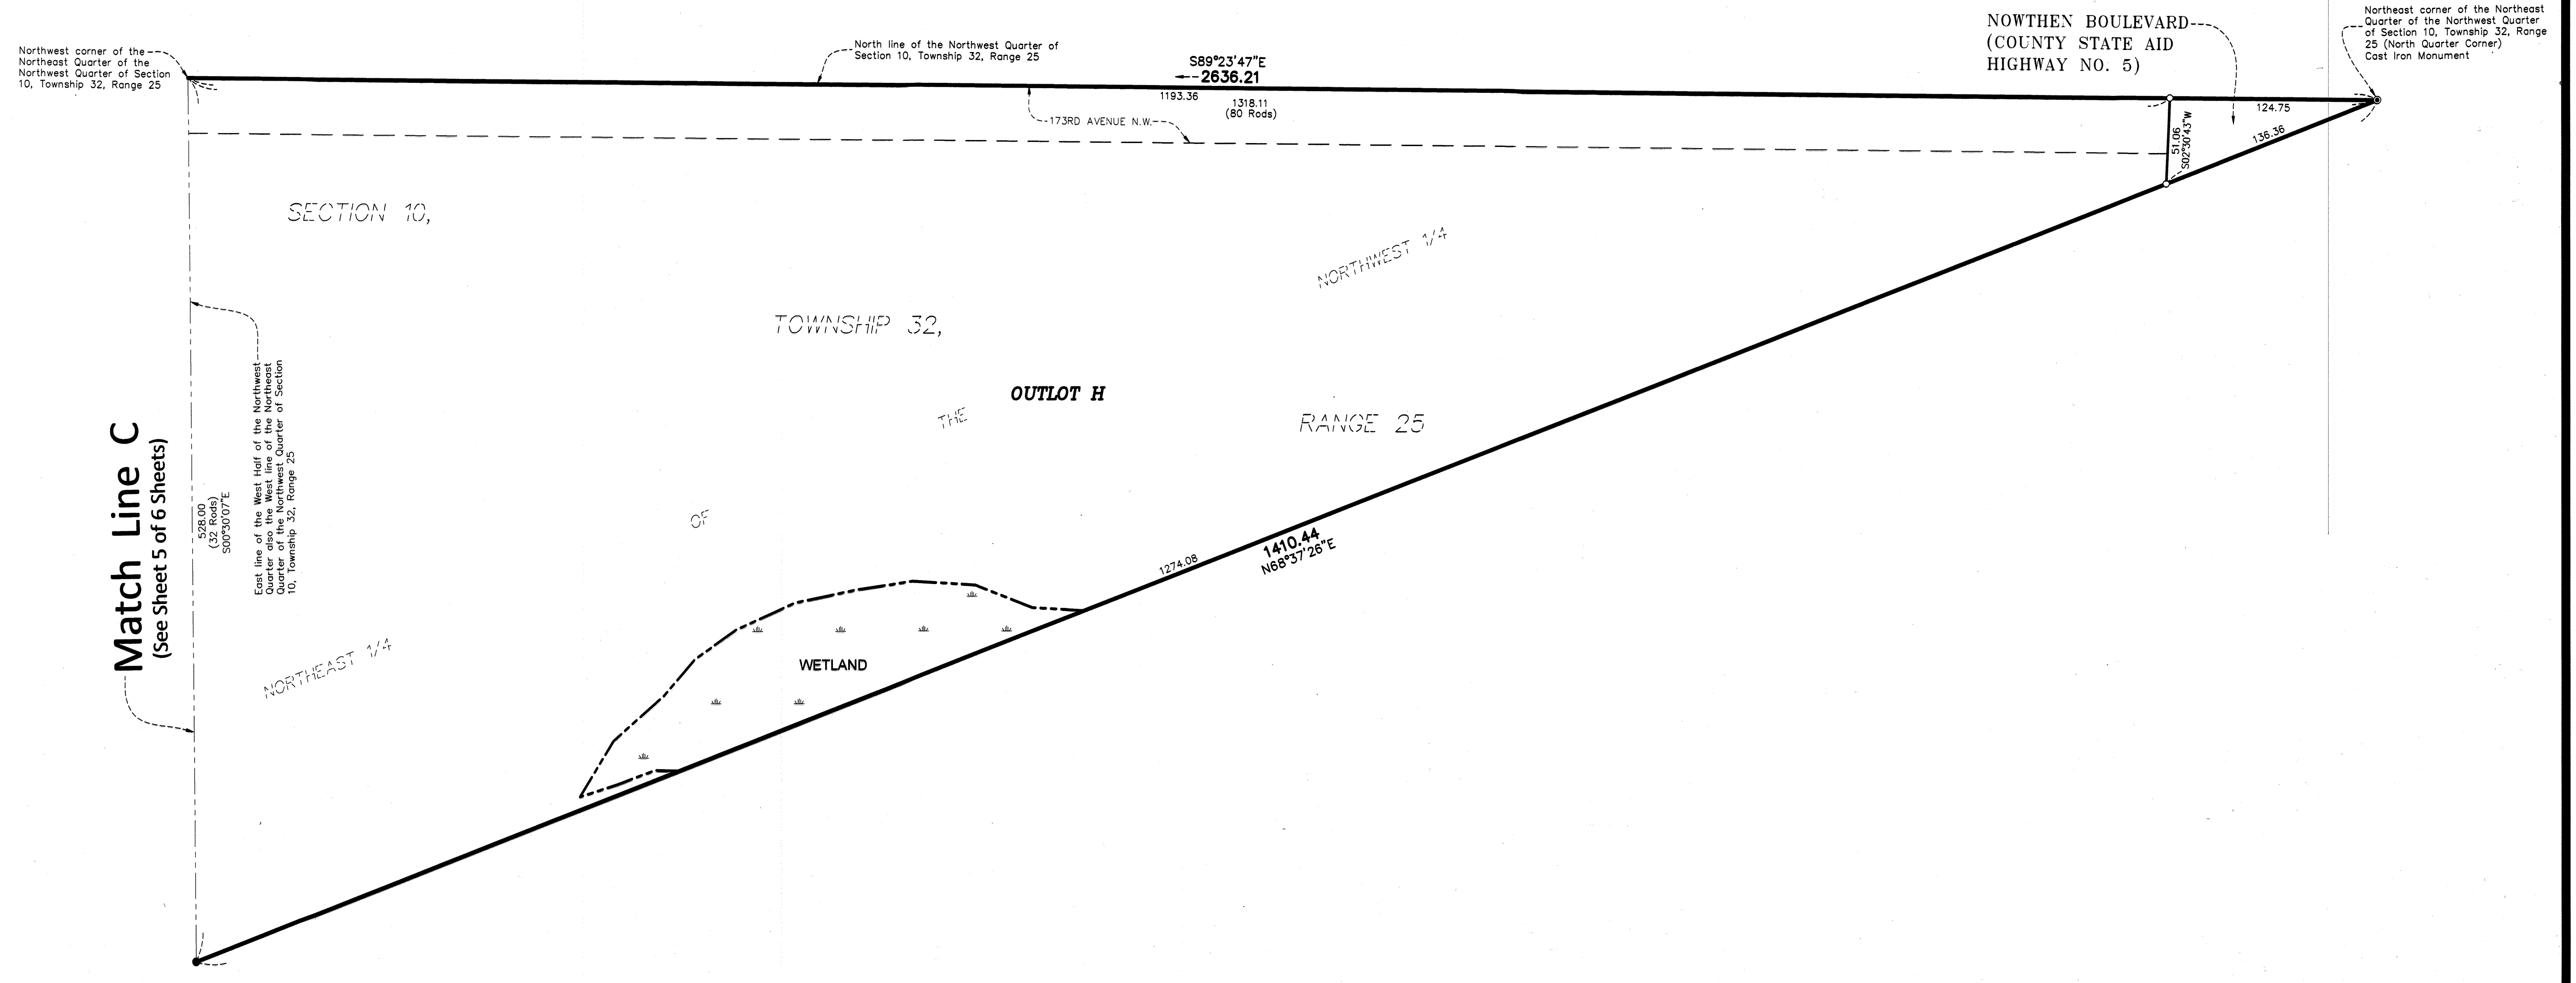 Northwest corner of the
Northeast Quarter of the
Northwest Quarter of Section
10, Township 32, Range 25
North line of the Northwest Quarter of
Section 10, Township 32, Range 25
S89°23'47"E
2636.21
1193.36
1318.11
(80 Rods)
173RD AVENUE N.W.
NOWTHEN BOULEVARD
(COUNTY STATE AID
HIGHWAY NO. 5)
Northeast corner of the Northeast
Quarter of the Northwest Quarter
of Section 10, Township 32, Range
25 (North Quarter Corner)
Cast Iron Monument
124.75
136.36
51.06
S02°30'43"W
SECTION 10,
TOWNSHIP 32,
RANGE 25
NORTHWEST 1/4
THE
OF
NORTHEAST 1/4
OUTLOT H
Match Line C
(See Sheet 5 of 6 Sheets)
528.00
(32 Rods)
S00°30'07"E
East line of the West Half of the Northwest
Quarter also the West line of the Northeast
Quarter of the Northwest Quarter of Section
10, Township 32, Range 25
1274.08
1410.44
N68°37'26"E
WETLAND